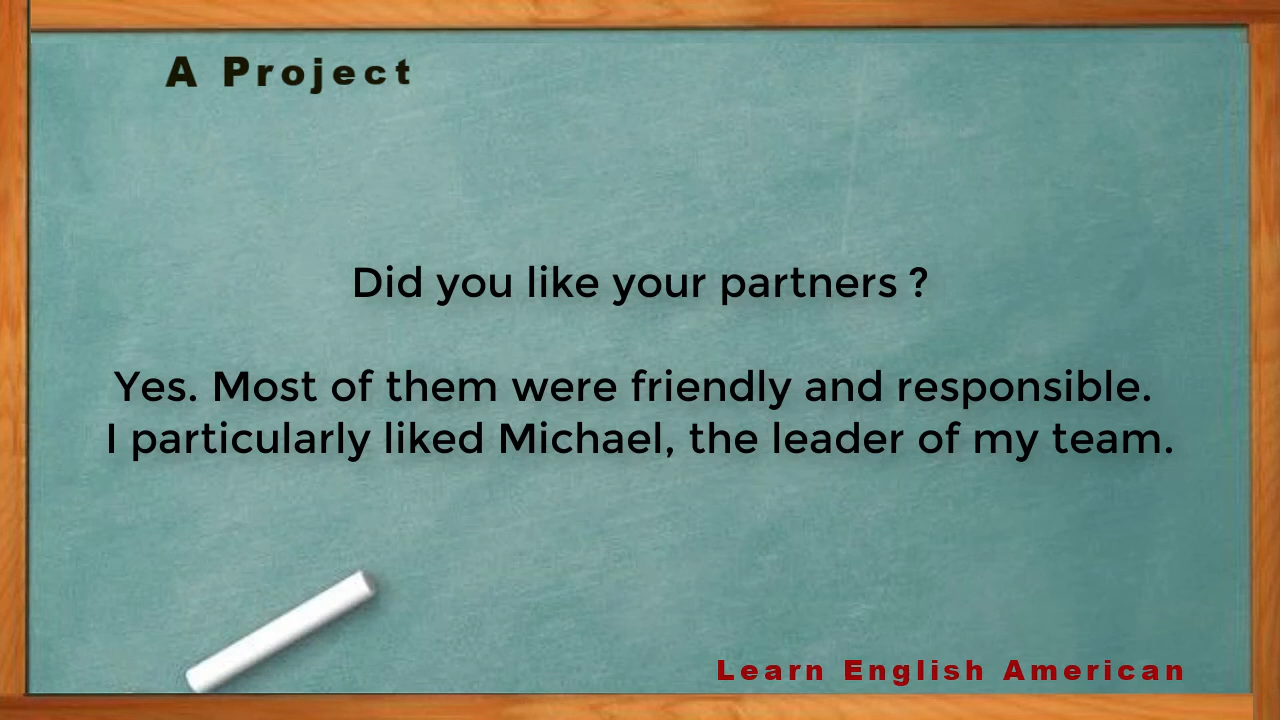 A Project
Did you like your partners ?
Yes. Most of them were friendly and responsible.
I particularly liked Michael, the leader of my team.
Learn English American